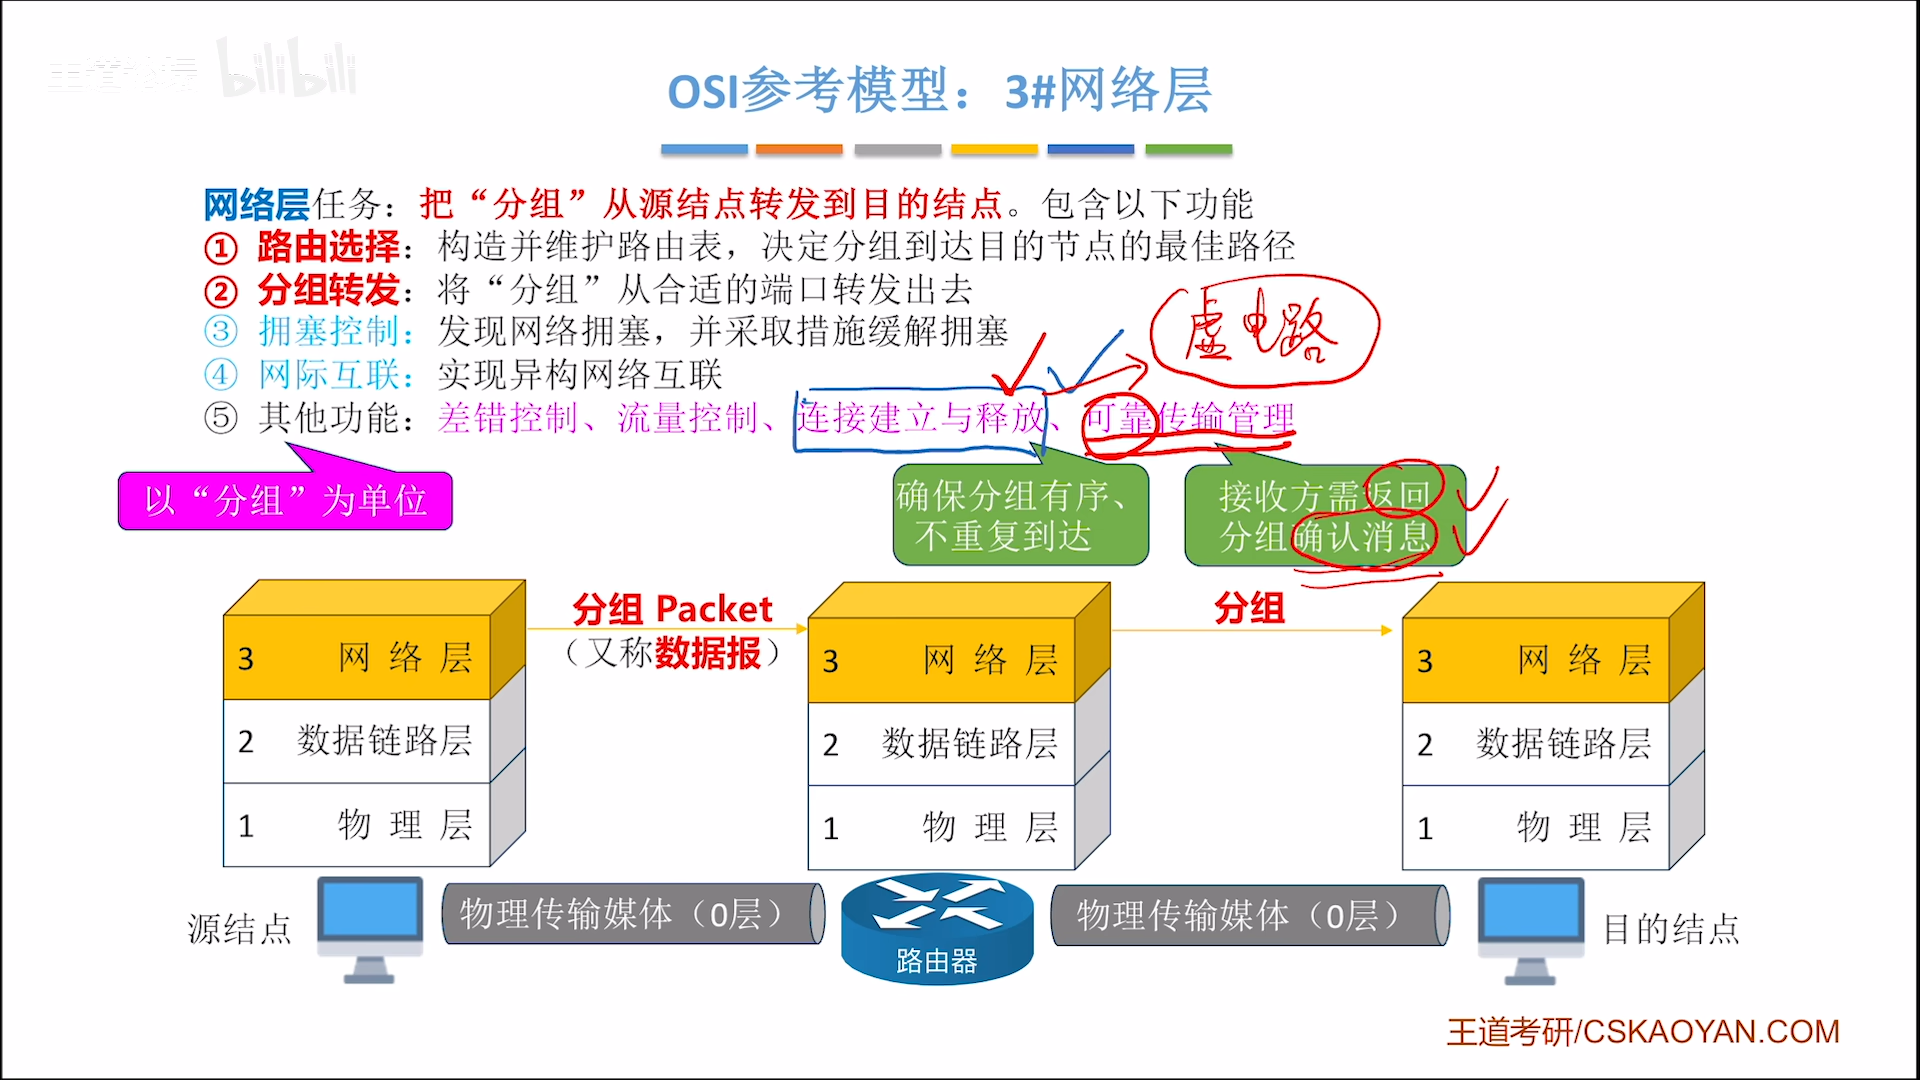 王道论坛 bilibili
OSI参考模型：3#网络层
网络层任务：把“分组”从源结点转发到目的结点。包含以下功能
① 路由选择：构造并维护路由表，决定分组到达目的节点的最佳路径
② 分组转发：将“分组”从合适的端口转发出去
③ 拥塞控制：发现网络拥塞，并采取措施缓解拥塞
④ 网际互联：实现异构网络互联
⑤ 其他功能：差错控制、流量控制、连接建立与释放、可靠传输管理
虚电路
以“分组”为单位
确保分组有序、
不重复到达
接收方需返回
分组确认消息
分组 Packet
（又称数据报）
分组
3 网络层
2 数据链路层
1 物理层
3 网络层
2 数据链路层
1 物理层
3 网络层
2 数据链路层
1 物理层
源结点
物理传输媒体（0层）
路由器
物理传输媒体（0层）
目的结点
王道考研/CSKAOYAN.COM